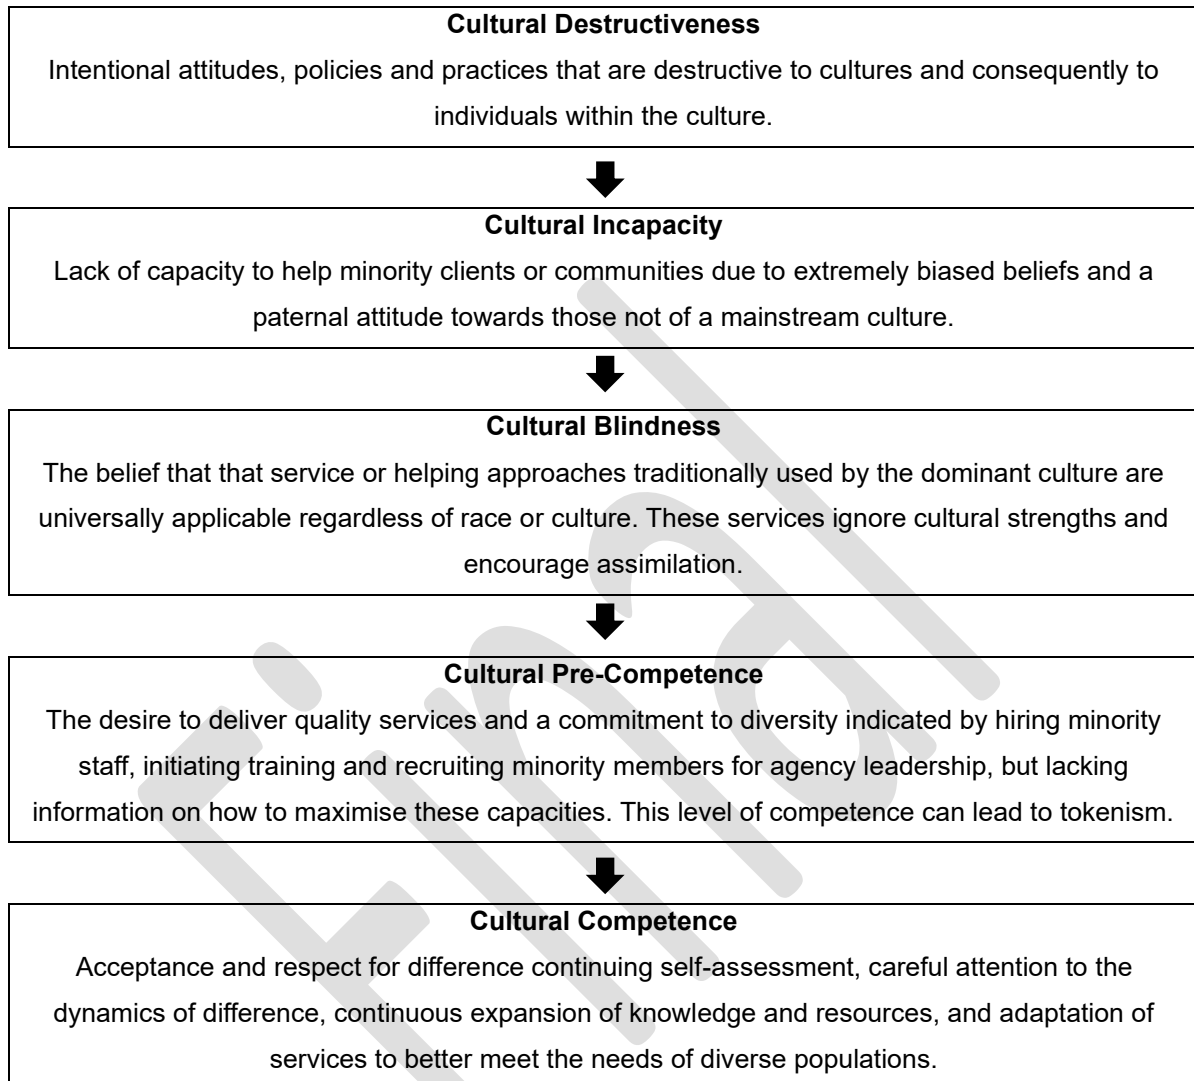 Cultural Destructiveness
Intentional attitudes, policies and practices that are destructive to cultures and consequently to
individuals within the culture.
Cultural Incapacity
Lack of capacity to help minority clients or communities due to extremely biased beliefs and a
paternal attitude towards those not of a mainstream culture.
Cultural Blindness
The belief that that service or helping approaches traditionally used by the dominant culture are
universally applicable regardless of race or culture. These services ignore cultural strengths and
encourage assimilation.
Cultural Pre-Competence
The desire to deliver quality services and a commitment to diversity indicated by hiring minority
staff, initiating training and recruiting minority members for agency leadership, but lacking
information on how to maximise these capacities. This level of competence can lead to tokenism.
Cultural Competence
Acceptance and respect for difference continuing self-assessment, careful attention to the
dynamics of difference, continuous expansion of knowledge and resources, and adaptation of
services to better meet the needs of diverse populations.
Final